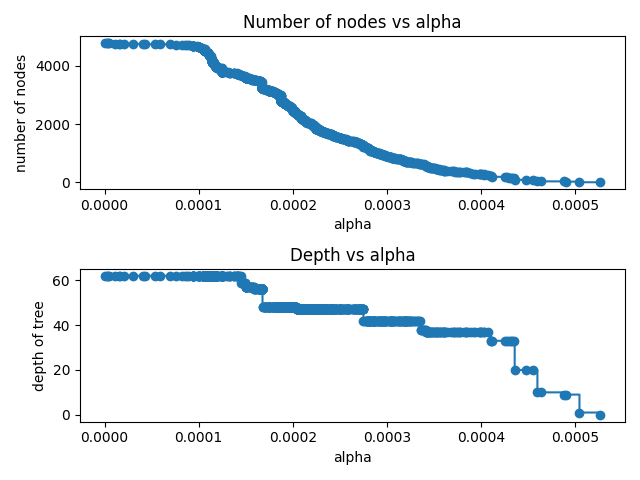 Number of nodes vs alpha
number of nodes
4000
2000
0
0.0000 0.0001 0.0002 0.0003 0.0004 0.0005
alpha
Depth vs alpha
depth of tree
60
40
20
0
0.0000 0.0001 0.0002 0.0003 0.0004 0.0005
alpha